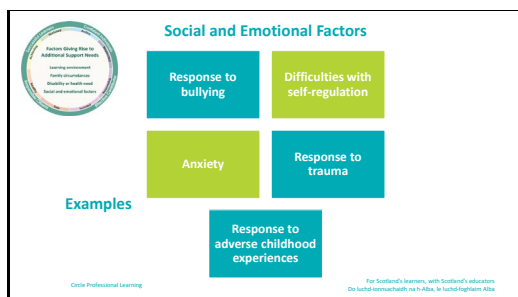 Social and Emotional Factors
Factors Giving Rise to
Additional Support Needs
Learning environment
Family circumstances
Disability or health need
Social and emotional factors
Response to
bullying
Difficulties with
self-regulation
Anxiety
Response to
trauma
Examples
Response to
adverse childhood
experiences
Circle Professional Learning
For Scotland's learners, with Scotland's educators
Do luchd-ionnsachaidh na h-Alba, le luchd-foghlaim Alba